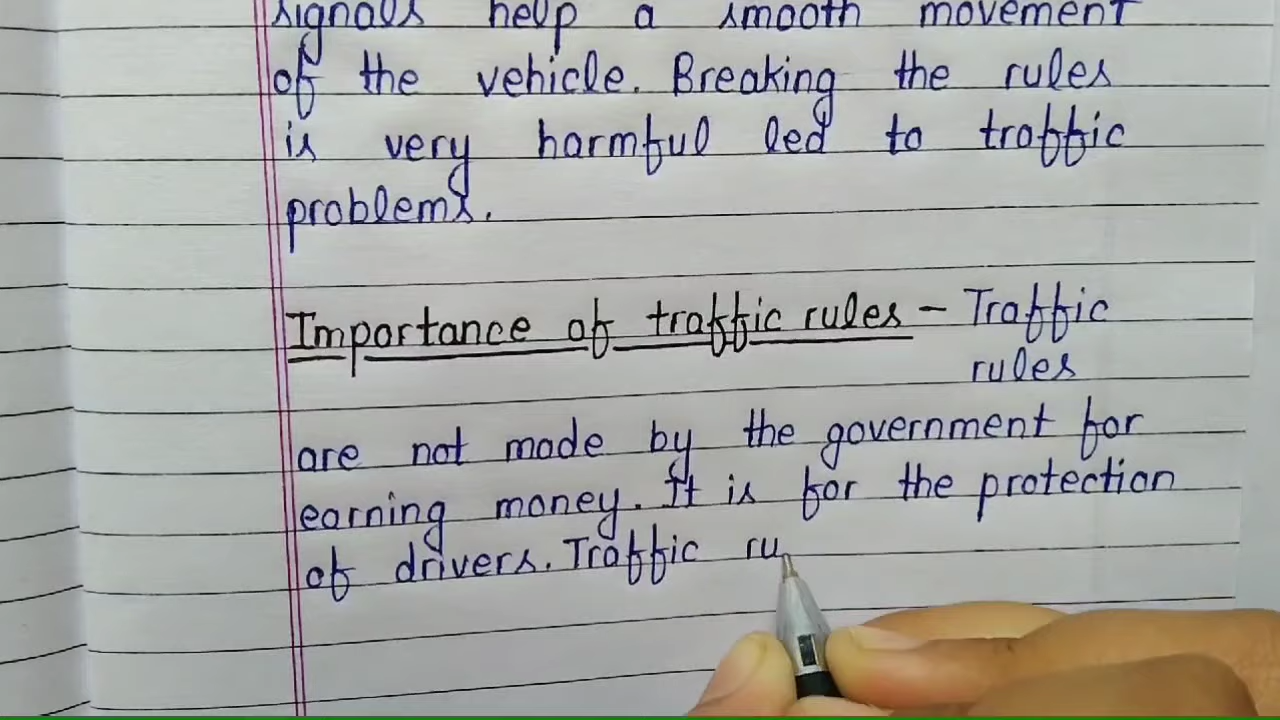 signals help a smooth movement
of the vehicle. Breaking the rules
is very harmful led to traffic
problems.
Importance of traffic rules - Traffic
rules
are not made by the government for
earning money. It is for the protection
of drivers. Traffic ru